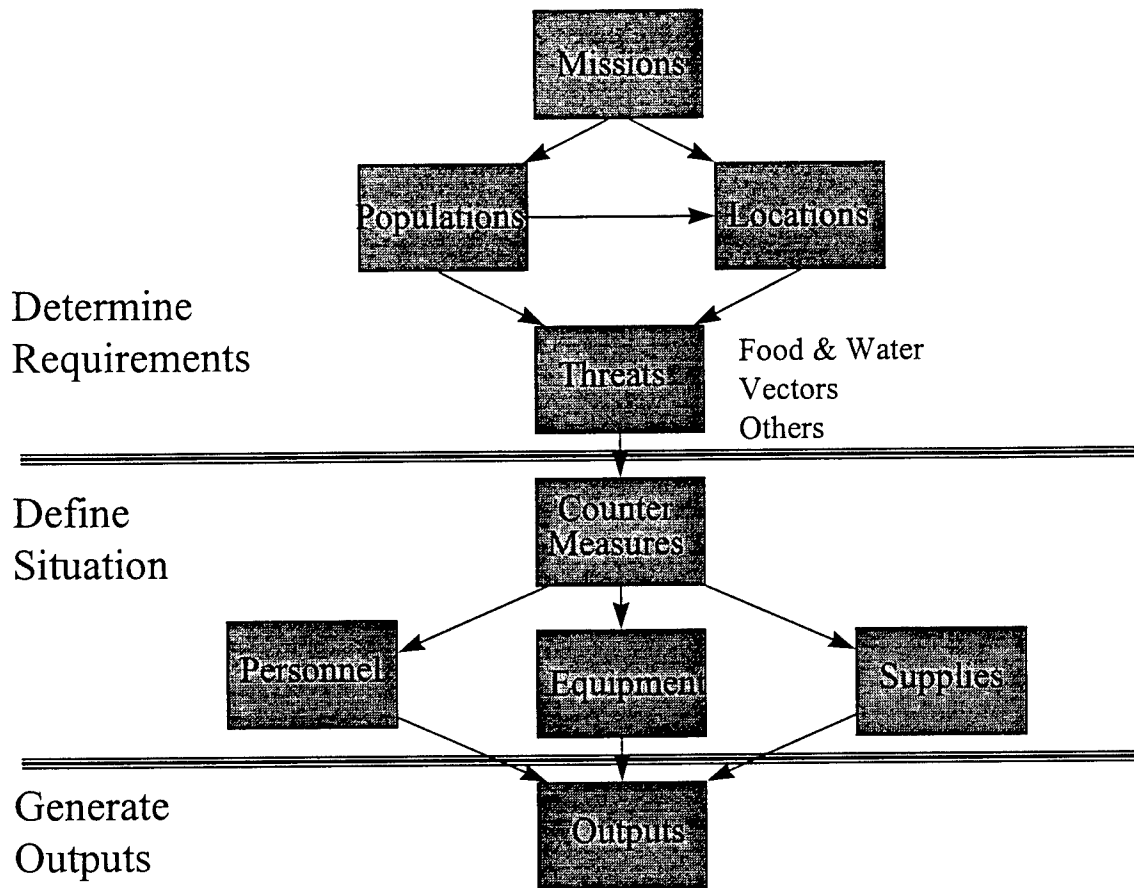 Missions
Populations
Locations
Determine
Requirements
Threats
Food & Water
Vectors
Others
Define
Situation
Counter
Measures
Personnel
Equipment
Supplies
Generate
Outputs
Outputs